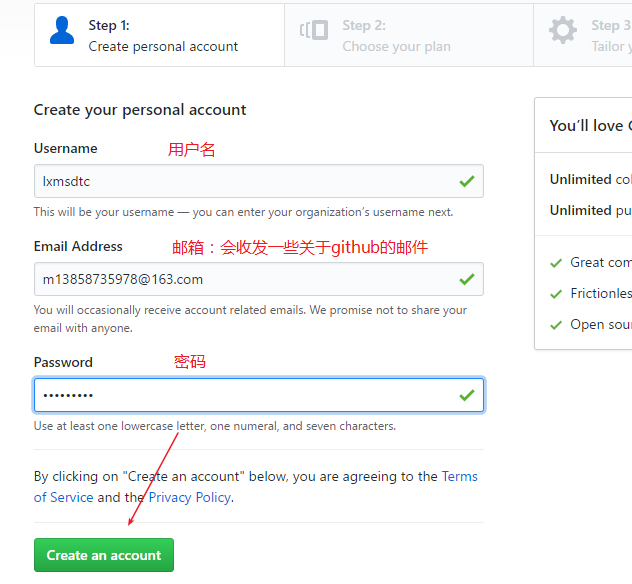 Step 1:
Create personal account
Step 2:
Choose your plan
Step 3
Tailor y
Create your personal account
Username 用户名
lxmsdtc
This will be your username — you can enter your organization's username next.
Email Address 邮箱：会收发一些关于github的邮件
m13858735978@163.com
You will occasionally receive account related emails. We promise not to share your
email with anyone.
Password 密码
•••••••••
Use at least one lowercase letter, one numeral, and seven characters.
By clicking on "Create an account" below, you are agreeing to the Terms
of Service and the Privacy Policy.
Create an account
You'll love G
Unlimited col
Unlimited pu
Great com
Frictionles
Open sour